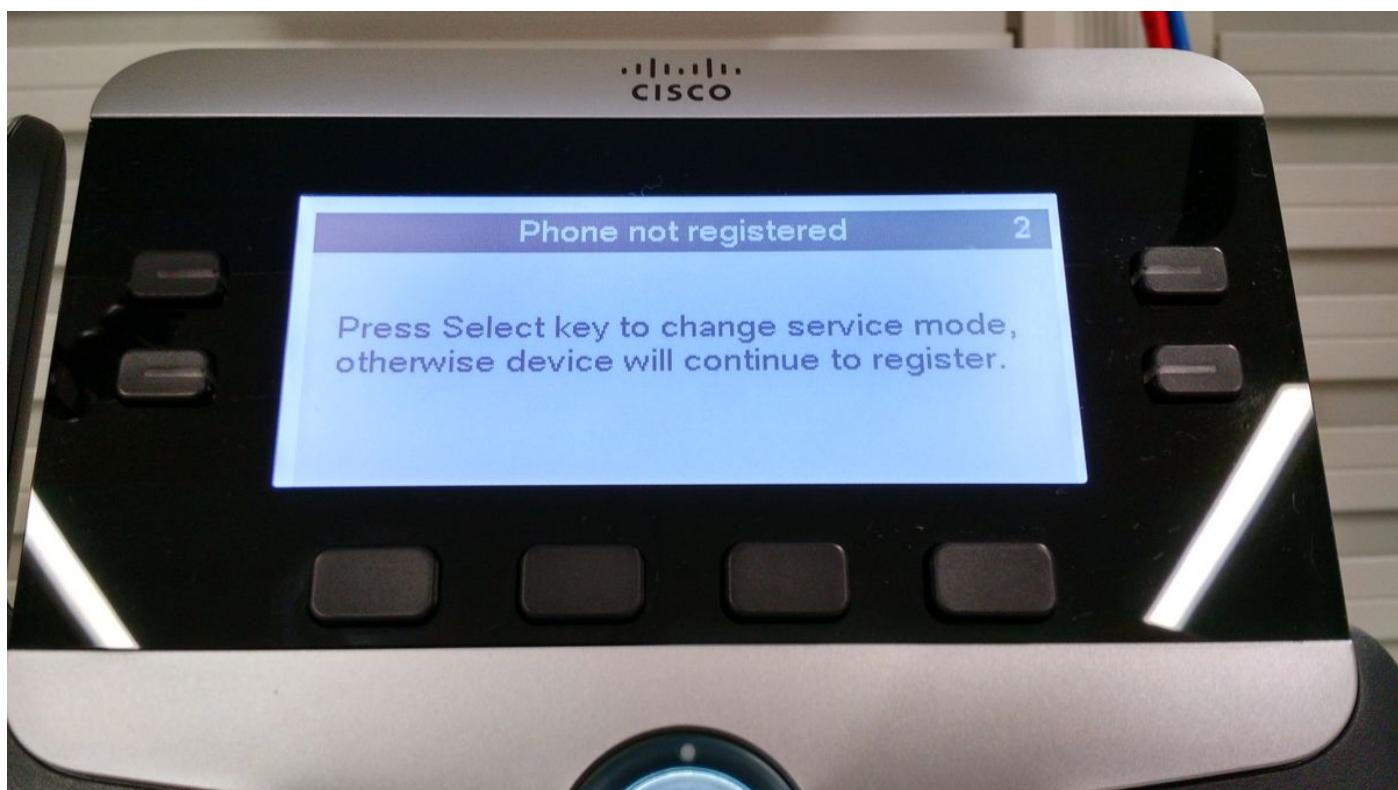 CISCO
Phone not registered 2
Press Select key to change service mode,
otherwise device will continue to register.